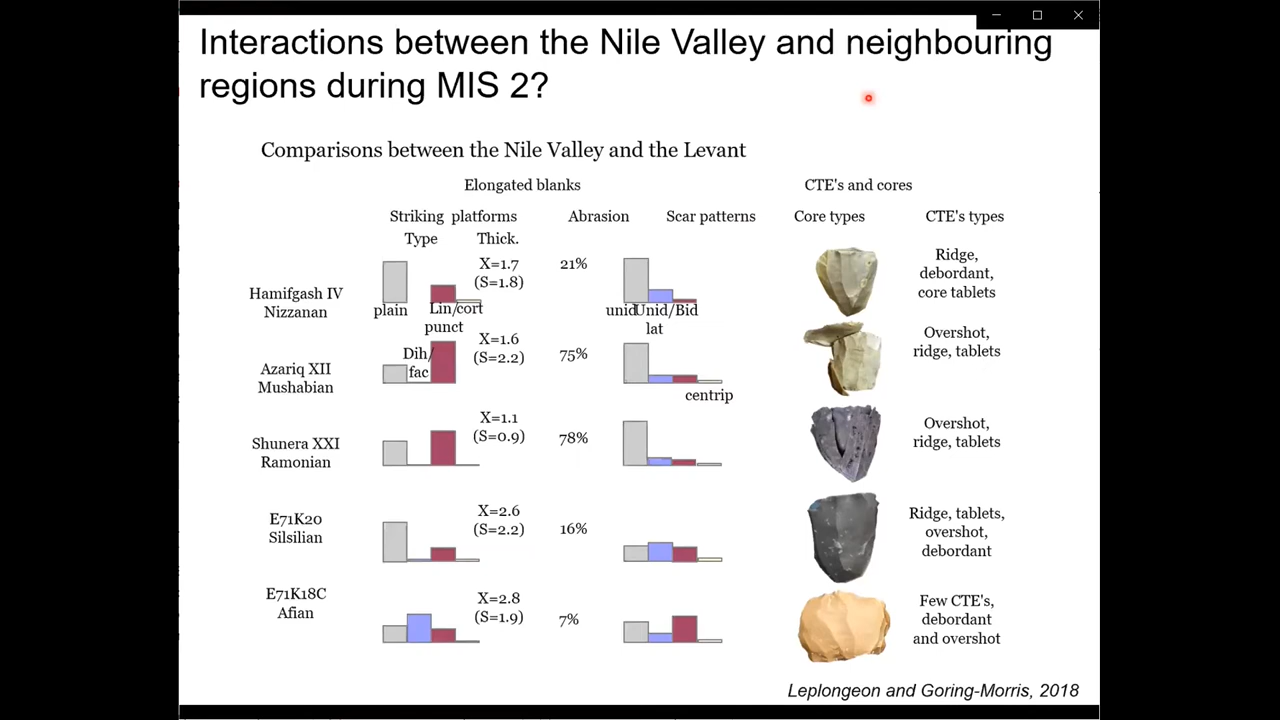 Interactions between the Nile Valley and neighbouring
regions during MIS 2?
Comparisons between the Nile Valley and the Levant
Elongated blanks
CTE's and cores
Striking platforms
Abrasion
Scar patterns
Core types
CTE's types
Type
Thick.
Hamifgash IV
Nizzanan
plain
Lin/cort
punct
X=1.7
(S=1.8)
21%
unid Unid/Bid
lat
Ridge,
debordant,
core tablets
Azariq XII
Mushabian
Dih/
fac
X=1.6
(S=2.2)
75%
centrip
Overshot,
ridge, tablets
Shunera XXI
Ramonian
X=1.1
(S=0.9)
78%
Overshot,
ridge, tablets
E71K20
Silsilian
X=2.6
(S=2.2)
16%
Ridge, tablets,
overshot,
debordant
E71K18C
Afian
X=2.8
(S=1.9)
7%
Few CTE's,
debordant
and overshot
Leplongeon and Goring-Morris, 2018